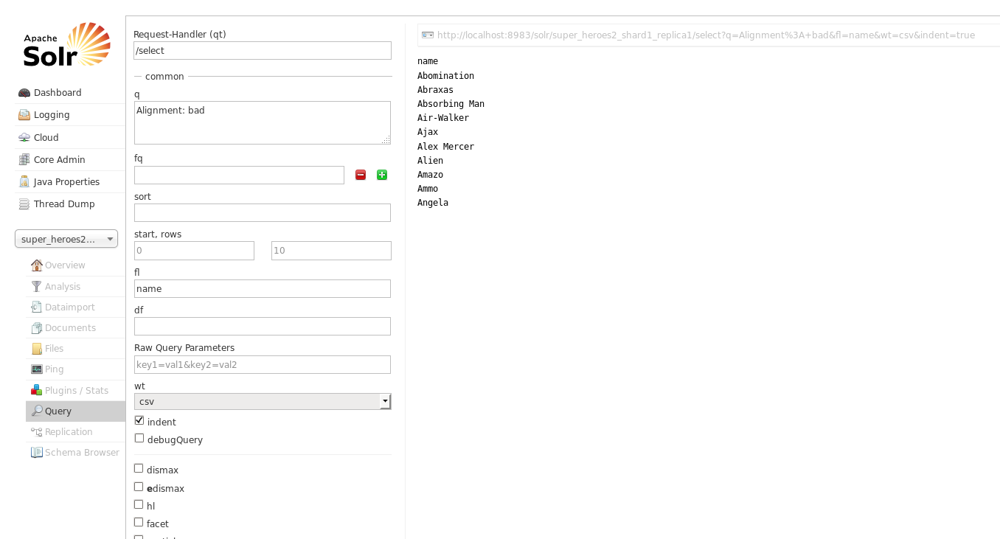 Apache
Solr
Dashboard
Logging
Cloud
Core Admin
Java Properties
Thread Dump
super_heroes2...
Overview
Analysis
Dataimport
Documents
Files
Ping
Plugins / Stats
Query
Replication
Schema Browser
Request-Handler (qt)
/select
common
q
Alignment: bad
fq
sort
start, rows
0 10
fl
name
df
Raw Query Parameters
key1=val1&key2=val2
wt
csv
indent
debugQuery
dismax
edismax
hl
facet
http://localhost:8983/solr/super_heroes2_shard1_replica1/select?q=Alignment%3A+bad&fl=name&wt=csv&indent=true
name
Abomination
Abraxas
Absorbing Man
Air-Walker
Ajax
Alex Mercer
Alien
Amazo
Ammo
Angela